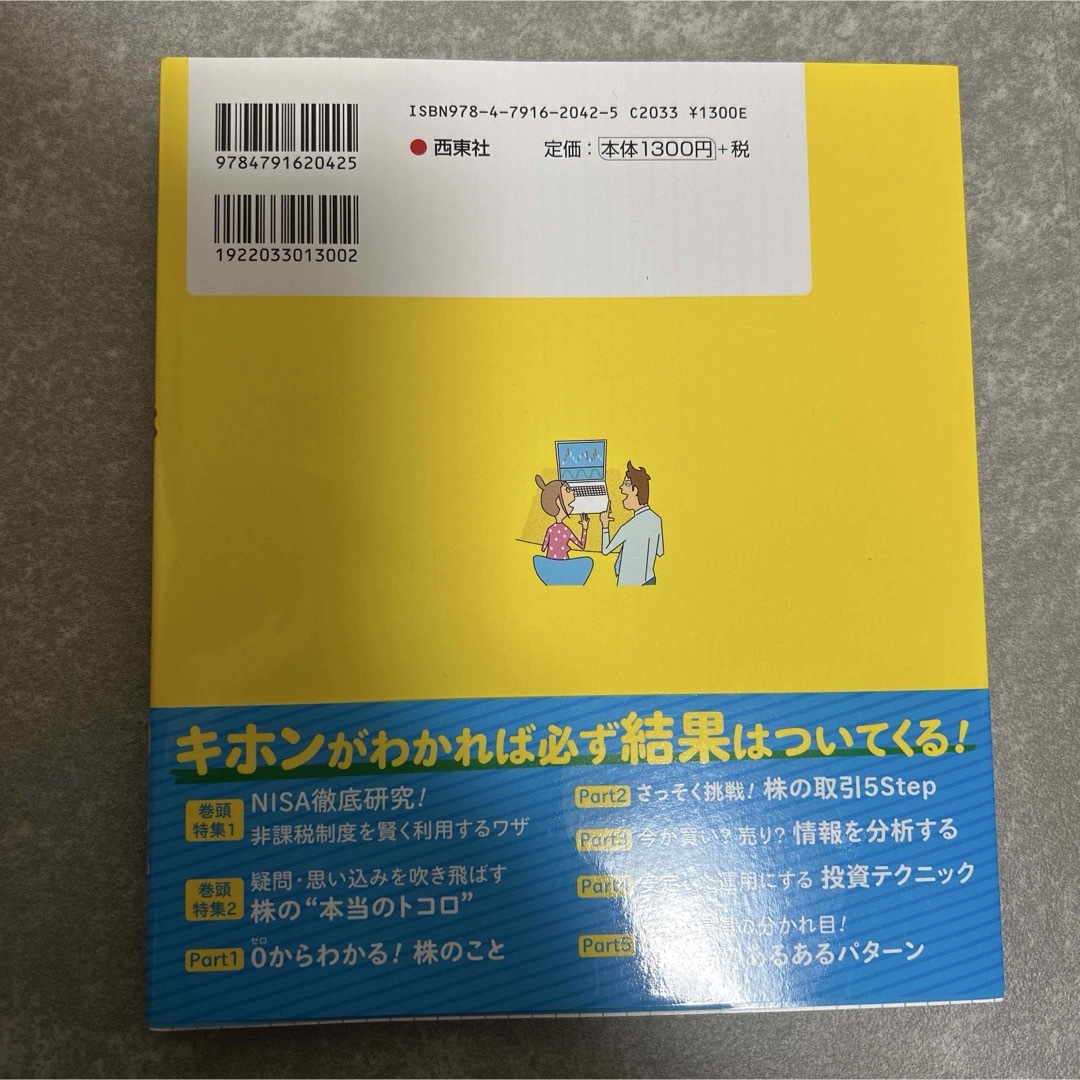 ISBN978-4-7916-2042-5 C2033 ¥1300E
9784791620425
西東社 定価：本体1300円+税
1922033013002
キホンがわかれば必ず結果はついてくる！
巻頭特集1
NISA徹底研究！
非課税制度を賢く利用するワザ
巻頭特集2
疑問・思い込みを吹き飛ばす
株の“本当のトコロ”
Part1
ゼロ
0からわかる！ 株のこと
Part2 さっそく挑戦！ 株の取引5Step
Part3 今が買い？売り？ 情報を分析する
運用にする 投資テクニック
の分かれ目！
Part5 あるあるパターン